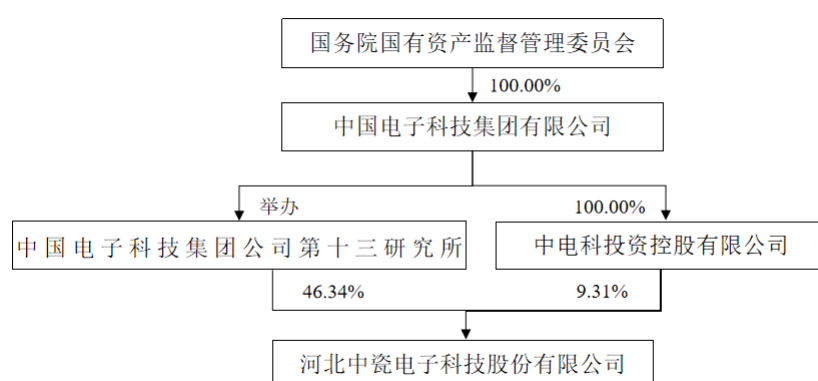 国务院国有资产监督管理委员会
100.00%
中国电子科技集团有限公司
举办
100.00%
中国电子科技集团公司第十三研究所
中电科投资控股有限公司
46.34%
9.31%
河北中瓷电子科技股份有限公司